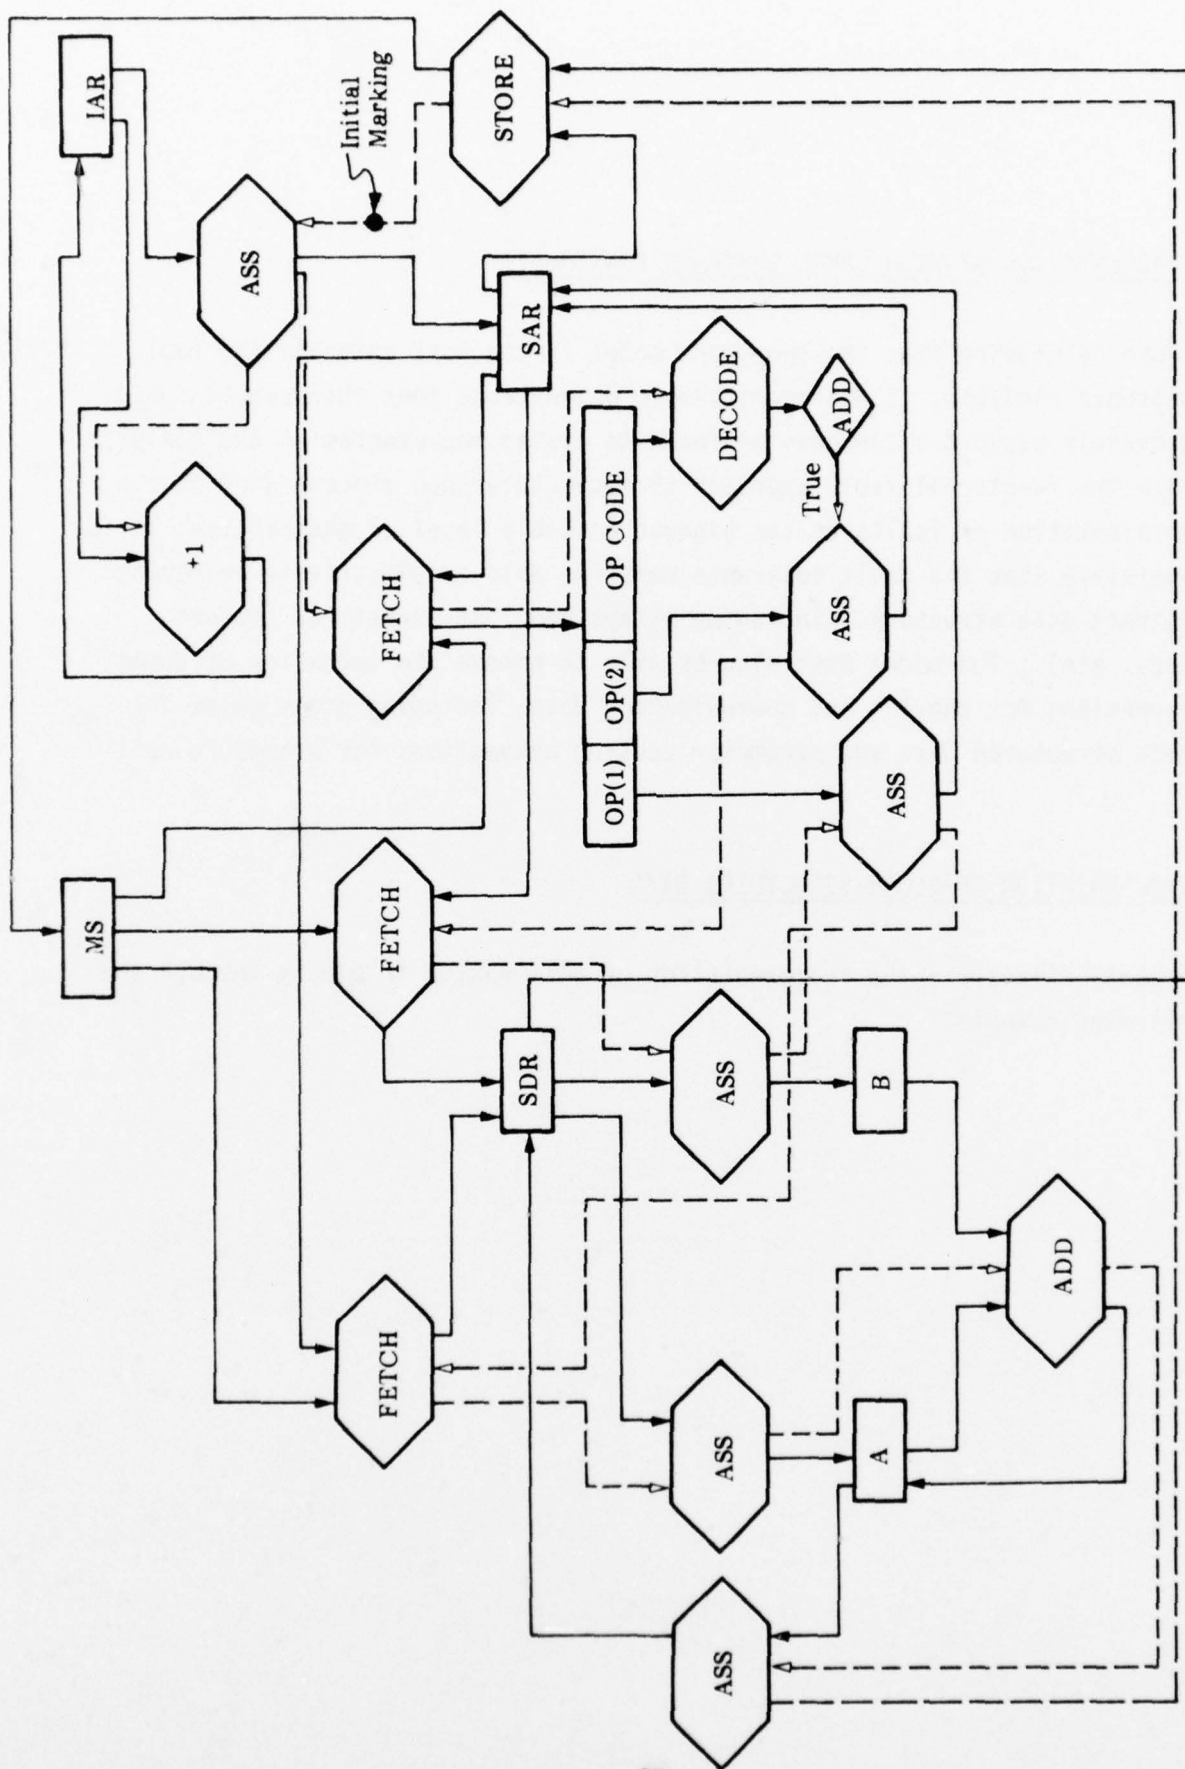 MS
IAR
+1
ASS
Initial
Marking
FETCH
FETCH
FETCH
STORE
SDR
SAR
OP(1) OP(2) OP CODE
ASS
ASS
ASS
DECODE
True
ASS
ADD
A
B
ASS
ADD